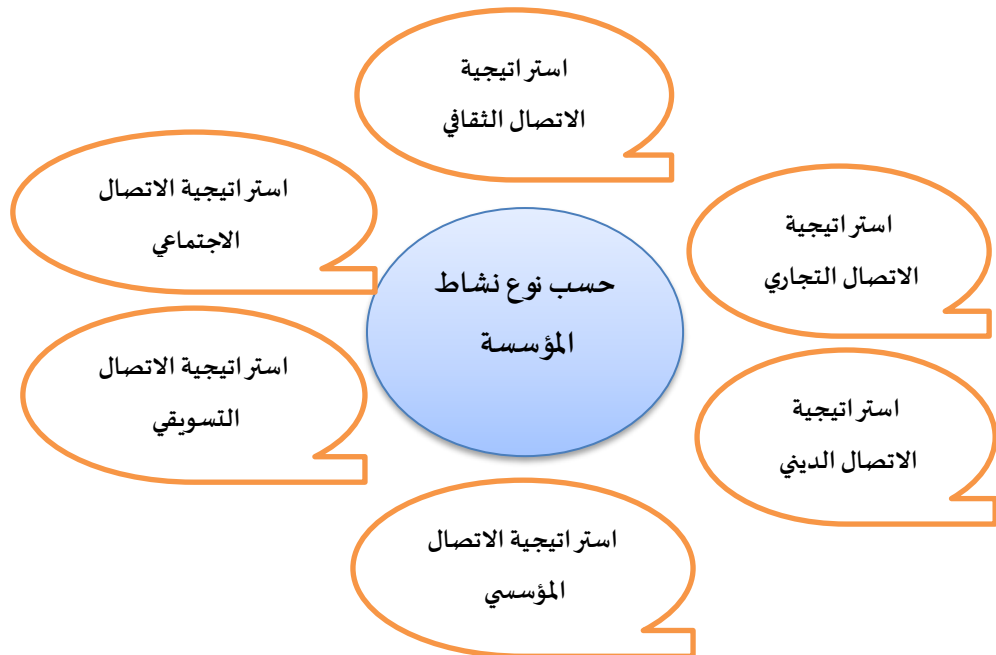 استراتيجية
الاتصال الثقافي
استراتيجية الاتصال
الاجتماعي
استراتيجية
الاتصال التجاري
حسب نوع نشاط
المؤسسة
استراتيجية الاتصال
التسويقي
استراتيجية
الاتصال الديني
استراتيجية الاتصال
المؤسسي